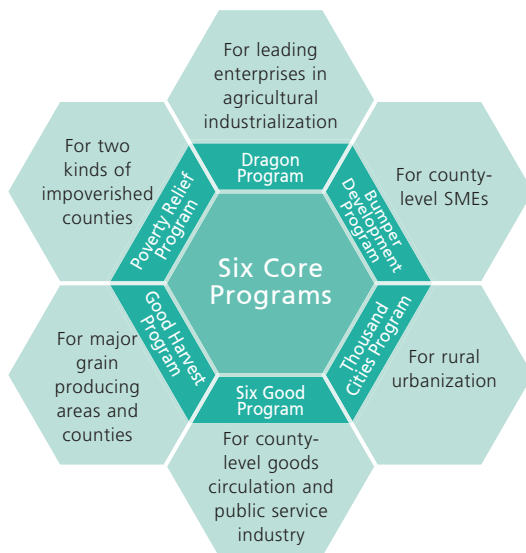 For leading
enterprises in
agricultural
industrialization
Dragon
Program
For two
kinds of
impoverished
counties
Poverty Relief
Program
Bumper
Development
Program
For county-
level SMEs
Six Core
Programs
For major
grain
producing
areas and
counties
Good Harvest
Program
Thousand
Cities Program
For rural
urbanization
Six Good
Program
For county-
level goods
circulation and
public service
industry